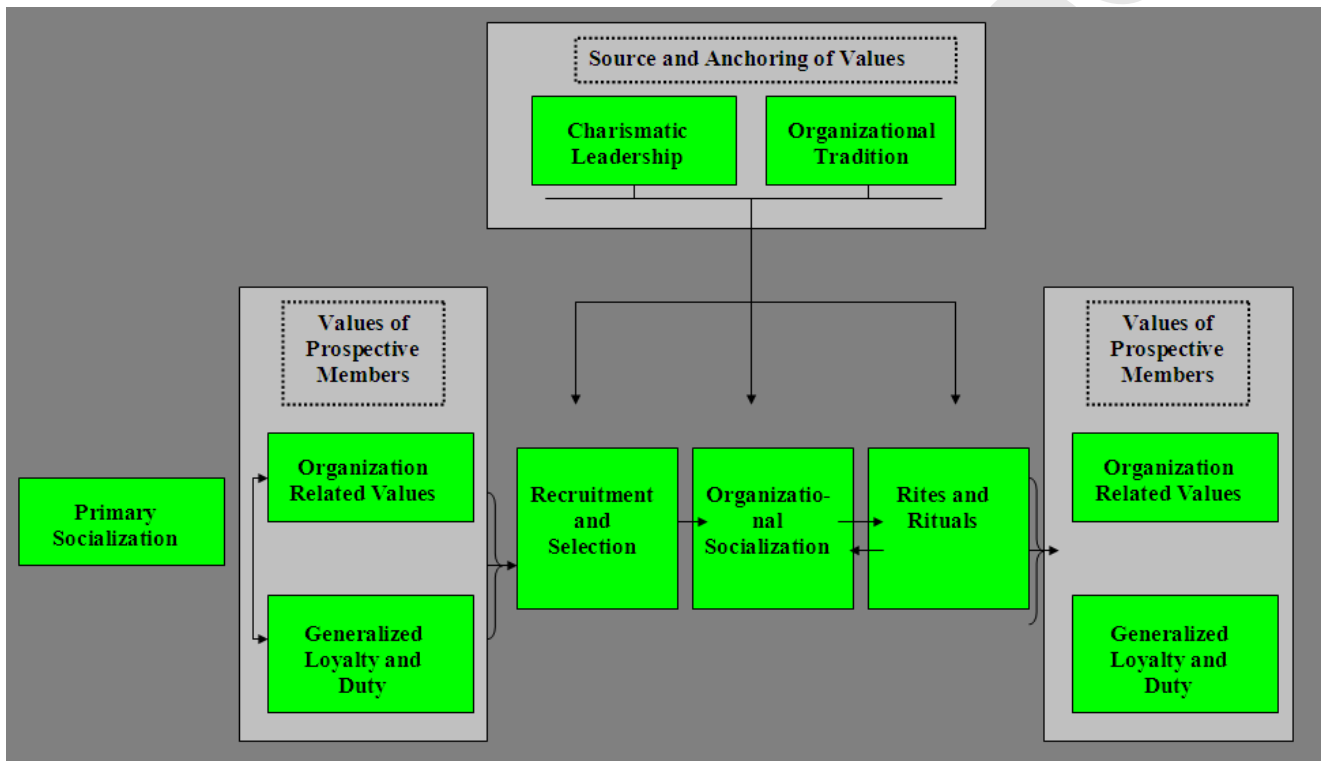 Source and Anchoring of Values
Charismatic
Leadership
Organizational
Tradition
Primary
Socialization
Values of
Prospective
Members
Organization
Related Values
Generalized
Loyalty and
Duty
Recruitment
and
Selection
Organizatio-
nal
Socialization
Rites and
Rituals
Values of
Prospective
Members
Organization
Related Values
Generalized
Loyalty and
Duty